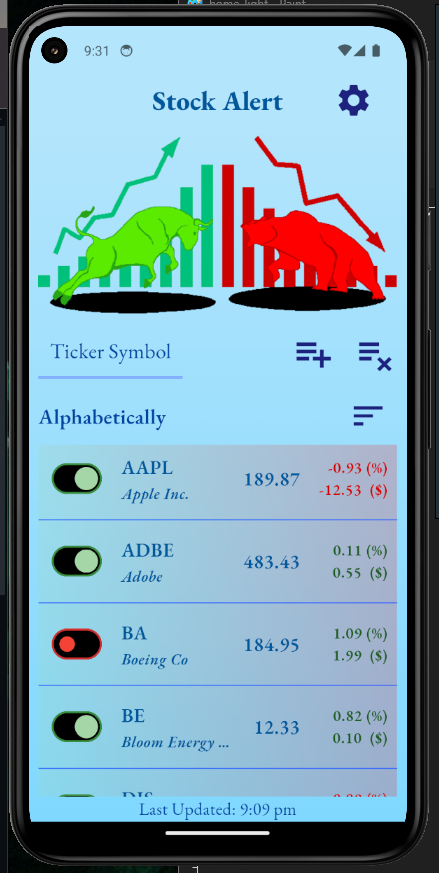 9:31
Stock Alert
Ticker Symbol
Alphabetically
AAPL 189.87 -0.93 (%)
Apple Inc. -12.53 ($)
ADBE 483.43 0.11 (%)
Adobe 0.55 ($)
BA 184.95 1.09 (%)
Boeing Co 1.99 ($)
BE 12.33 0.82 (%)
Bloom Energy ... 0.10 ($)
Last Updated: 9:09 pm